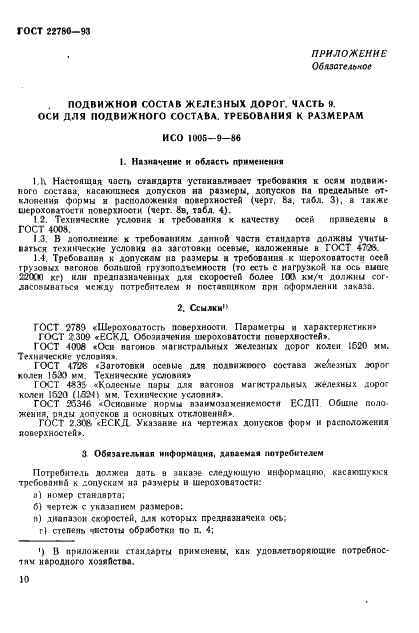 ГОСТ 22780—93
ПРИЛОЖЕНИЕ
Обязательное
ПОДВИЖНОЙ СОСТАВ ЖЕЛЕЗНЫХ ДОРОГ. ЧАСТЬ 9.
ОСИ ДЛЯ ПОДВИЖНОГО СОСТАВА. ТРЕБОВАНИЯ К РАЗМЕРАМ
ИСО 1005—9—86
1. Назначение и область применения
1.1. Настоящая часть стандарта устанавливает требования к осям подвиж-
ного состава, касающиеся допусков на размеры, допусков на предельные от-
клонения формы и расположения поверхностей (черт. 8а, табл. 3), а также
шероховатости поверхности (черт. 8в, табл. 4).
1.2. Технические условия и требования к качеству осей приведены в
ГОСТ 4008.
1.3. В дополнение к требованиям данной части стандарта должны учиты-
ваться технические условия на заготовки осевые, изложенные в ГОСТ 4728.
1.4. Требования к допускам на размеры и требования к шероховатости осей
грузовых вагонов большой грузоподъемности (то есть с нагрузкой на ось выше
22000 кг) или предназначенных для скоростей более 100 км/ч должны со-
гласовываться между потребителем и поставщиком при оформлении заказа.
2. Ссылки¹)
ГОСТ 2789 «Шероховатость поверхности. Параметры и характеристики»
ГОСТ 2.309 «ЕСКД. Обозначения шероховатости поверхностей».
ГОСТ 4008 «Оси вагонов магистральных железных дорог колеи 1520 мм.
Технические условия».
ГОСТ 4728 «Заготовки осевые для подвижного состава железных дорог
колеи 1520 мм. Технические условия»
ГОСТ 4835 «Колесные пары для вагонов магистральных железных дорог
колеи 1520 (1524) мм. Технические условия».
ГОСТ 25346 «Основные нормы взаимозаменяемости ЕСДП. Общие поло-
жения, ряды допусков и основных отклонений».
ГОСТ 2.308 «ЕСКД. Указание на чертежах допусков форм и расположения
поверхностей».
3. Обязательная информация, даваемая потребителем
Потребитель должен дать в заказе следующую информацию, касающуюся
требований к допускам на размеры и шероховатости:
а) номер стандарта;
б) чертеж с указанием размеров;
в) диапазон скоростей, для которых предназначена ось;
г) степень чистоты обработки по п. 4;
¹) В приложении стандарты применены, как удовлетворяющие потребнос-
тям народного хозяйства.
10